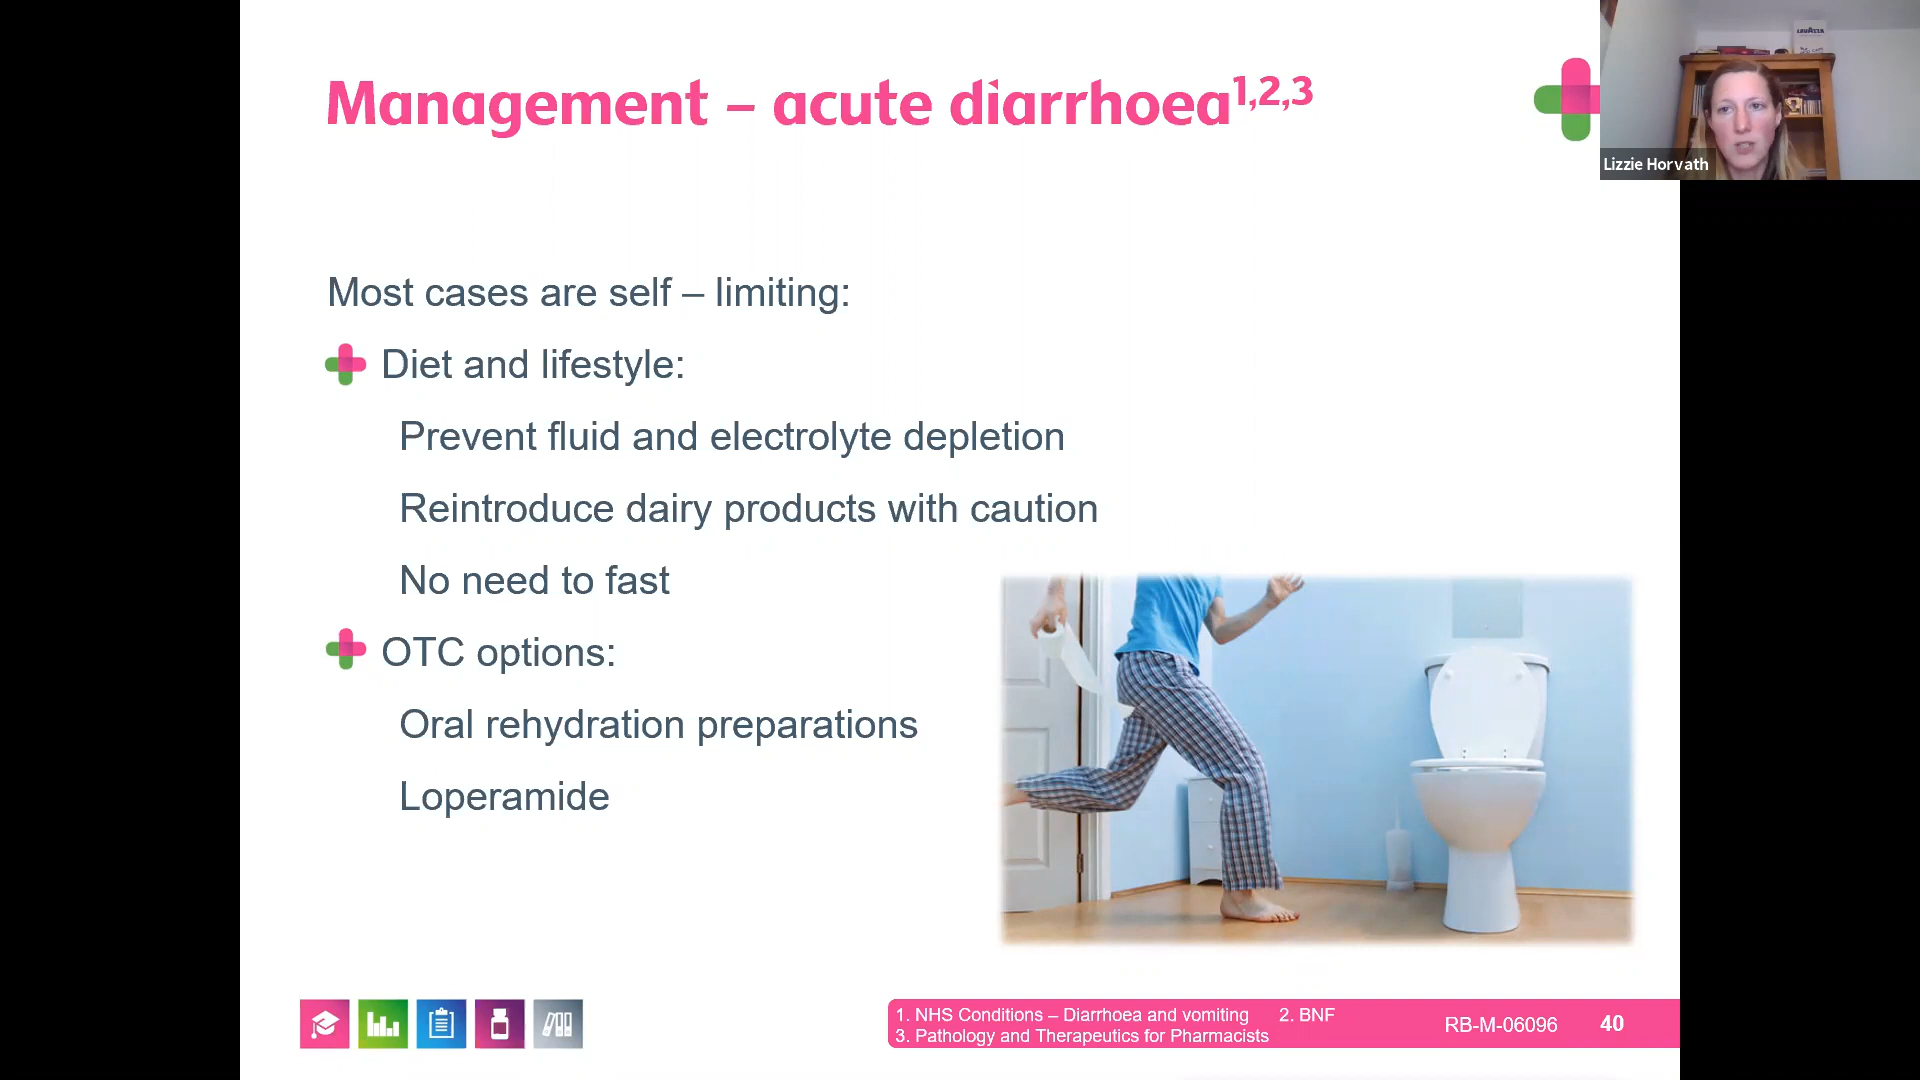 Management – acute diarrhoea1,2,3
LAVAZZA
Lizzie Horvath
Most cases are self – limiting:
Diet and lifestyle:
Prevent fluid and electrolyte depletion
Reintroduce dairy products with caution
No need to fast
OTC options:
Oral rehydration preparations
Loperamide
1. NHS Conditions – Diarrhoea and vomiting 2. BNF
3. Pathology and Therapeutics for Pharmacists
RB-M-06096 40